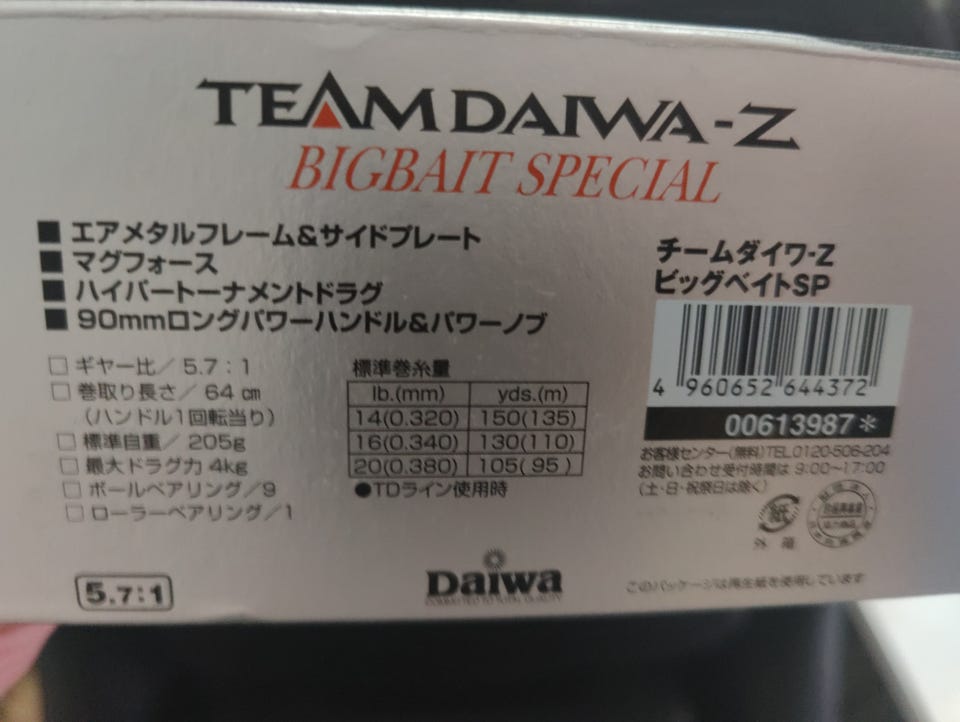 TEAMDAIWA-Z
BIGBAIT SPECIAL
■ エアメタルフレーム&サイドプレート
■ マグフォース
■ ハイパートーナメントドラグ
■ 90mmロングパワーハンドル&パワーノブ
□ ギヤー比／5.7：1
□ 巻取り長さ／64㎝
（ハンドル1回転当り）
□ 標準自重／205g
□ 最大ドラグ力 4kg
□ ボールベアリング／9
□ ローラーベアリング／1
5.7:1
標準巻糸量
lb.(mm) yds.(m)
14(0.320) 150(135)
16(0.340) 130(110)
20(0.380) 105( 95 )
●TDライン使用時
Daiwa
COMMITTED TO TOTAL QUALITY
チームダイワ-Z
ビッグベイトSP
4 960652 644372
00613987*
お客様センター(無料)TEL.0120-506-204
お問い合わせ受付時間は 9:00~17:00
(土・日・祝祭日は除く)
紙
外箱
このパッケージは再生紙を使用しています